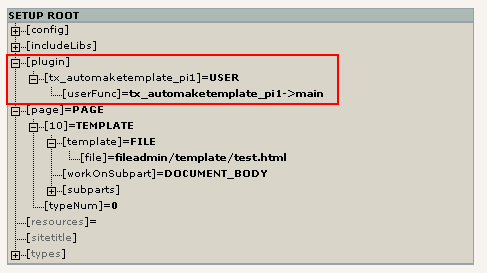 SETUP ROOT
[config]
[includeLibs]
[plugin]
[tx_automaketemplate_pi1]=USER
[userFunc]=tx_automaketemplate_pi1->main
[page]=PAGE
[10]=TEMPLATE
[template]=FILE
[file]=fileadmin/template/test.html
[workOnSubpart]=DOCUMENT_BODY
[subparts]
[typeNum]=0
[resources]=
[sitetitle]
[types]